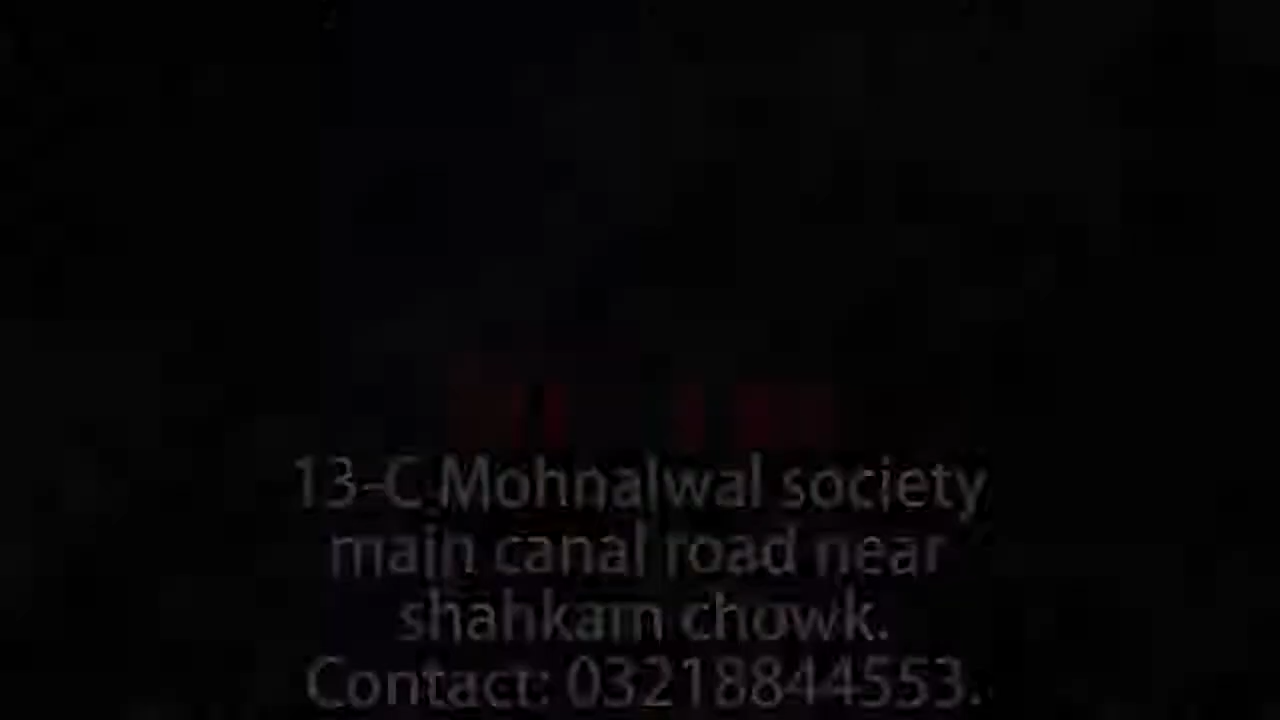 13-C Mohnalwal society
main canal road near
shahkam chowk.
Contact: 03218844553.